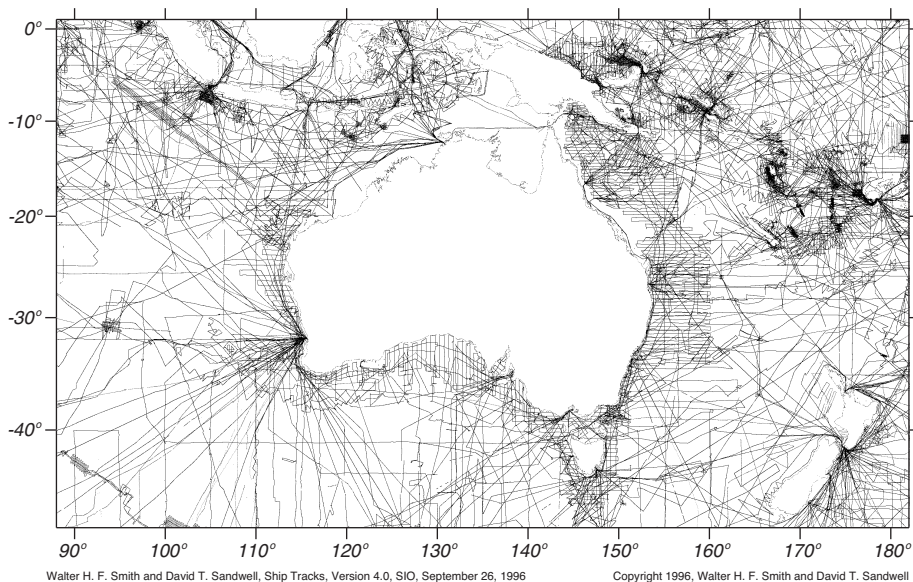 0°
-10°
-20°
-30°
-40°
90° 100° 110° 120° 130° 140° 150° 160° 170° 180°
Walter H. F. Smith and David T. Sandwell, Ship Tracks, Version 4.0, SIO, September 26, 1996 Copyright 1996, Walter H. F. Smith and David T. Sandwell